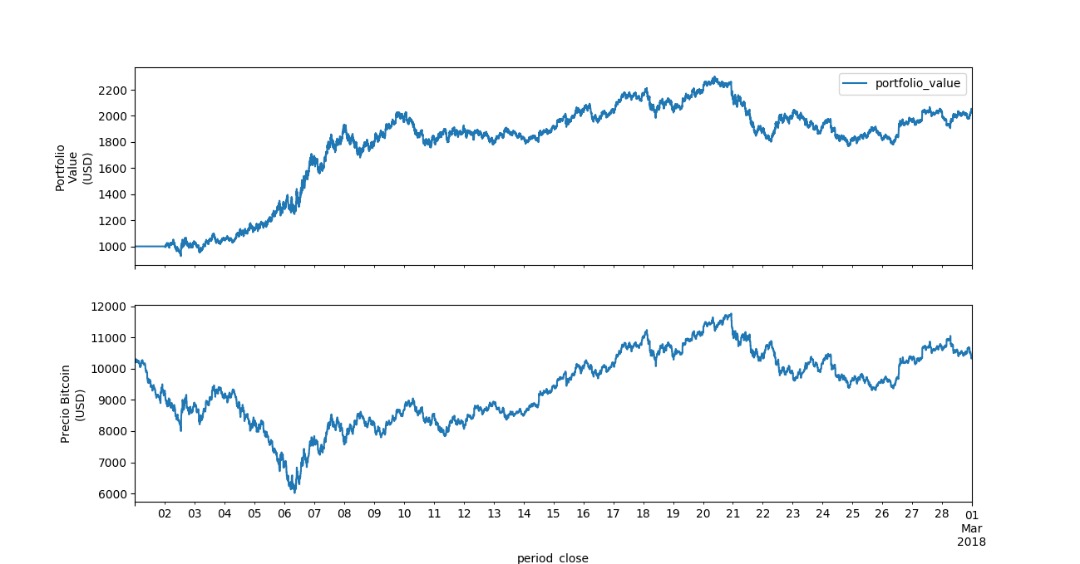 portfolio_value
Portfolio
Value
(USD)
2200
2000
1800
1600
1400
1200
1000
Precio Bitcoin
(USD)
12000
11000
10000
9000
8000
7000
6000
02 03 04 05 06 07 08 09 10 11 12 13 14 15 16 17 18 19 20 21 22 23 24 25 26 27 28 01
Mar
2018
period_close